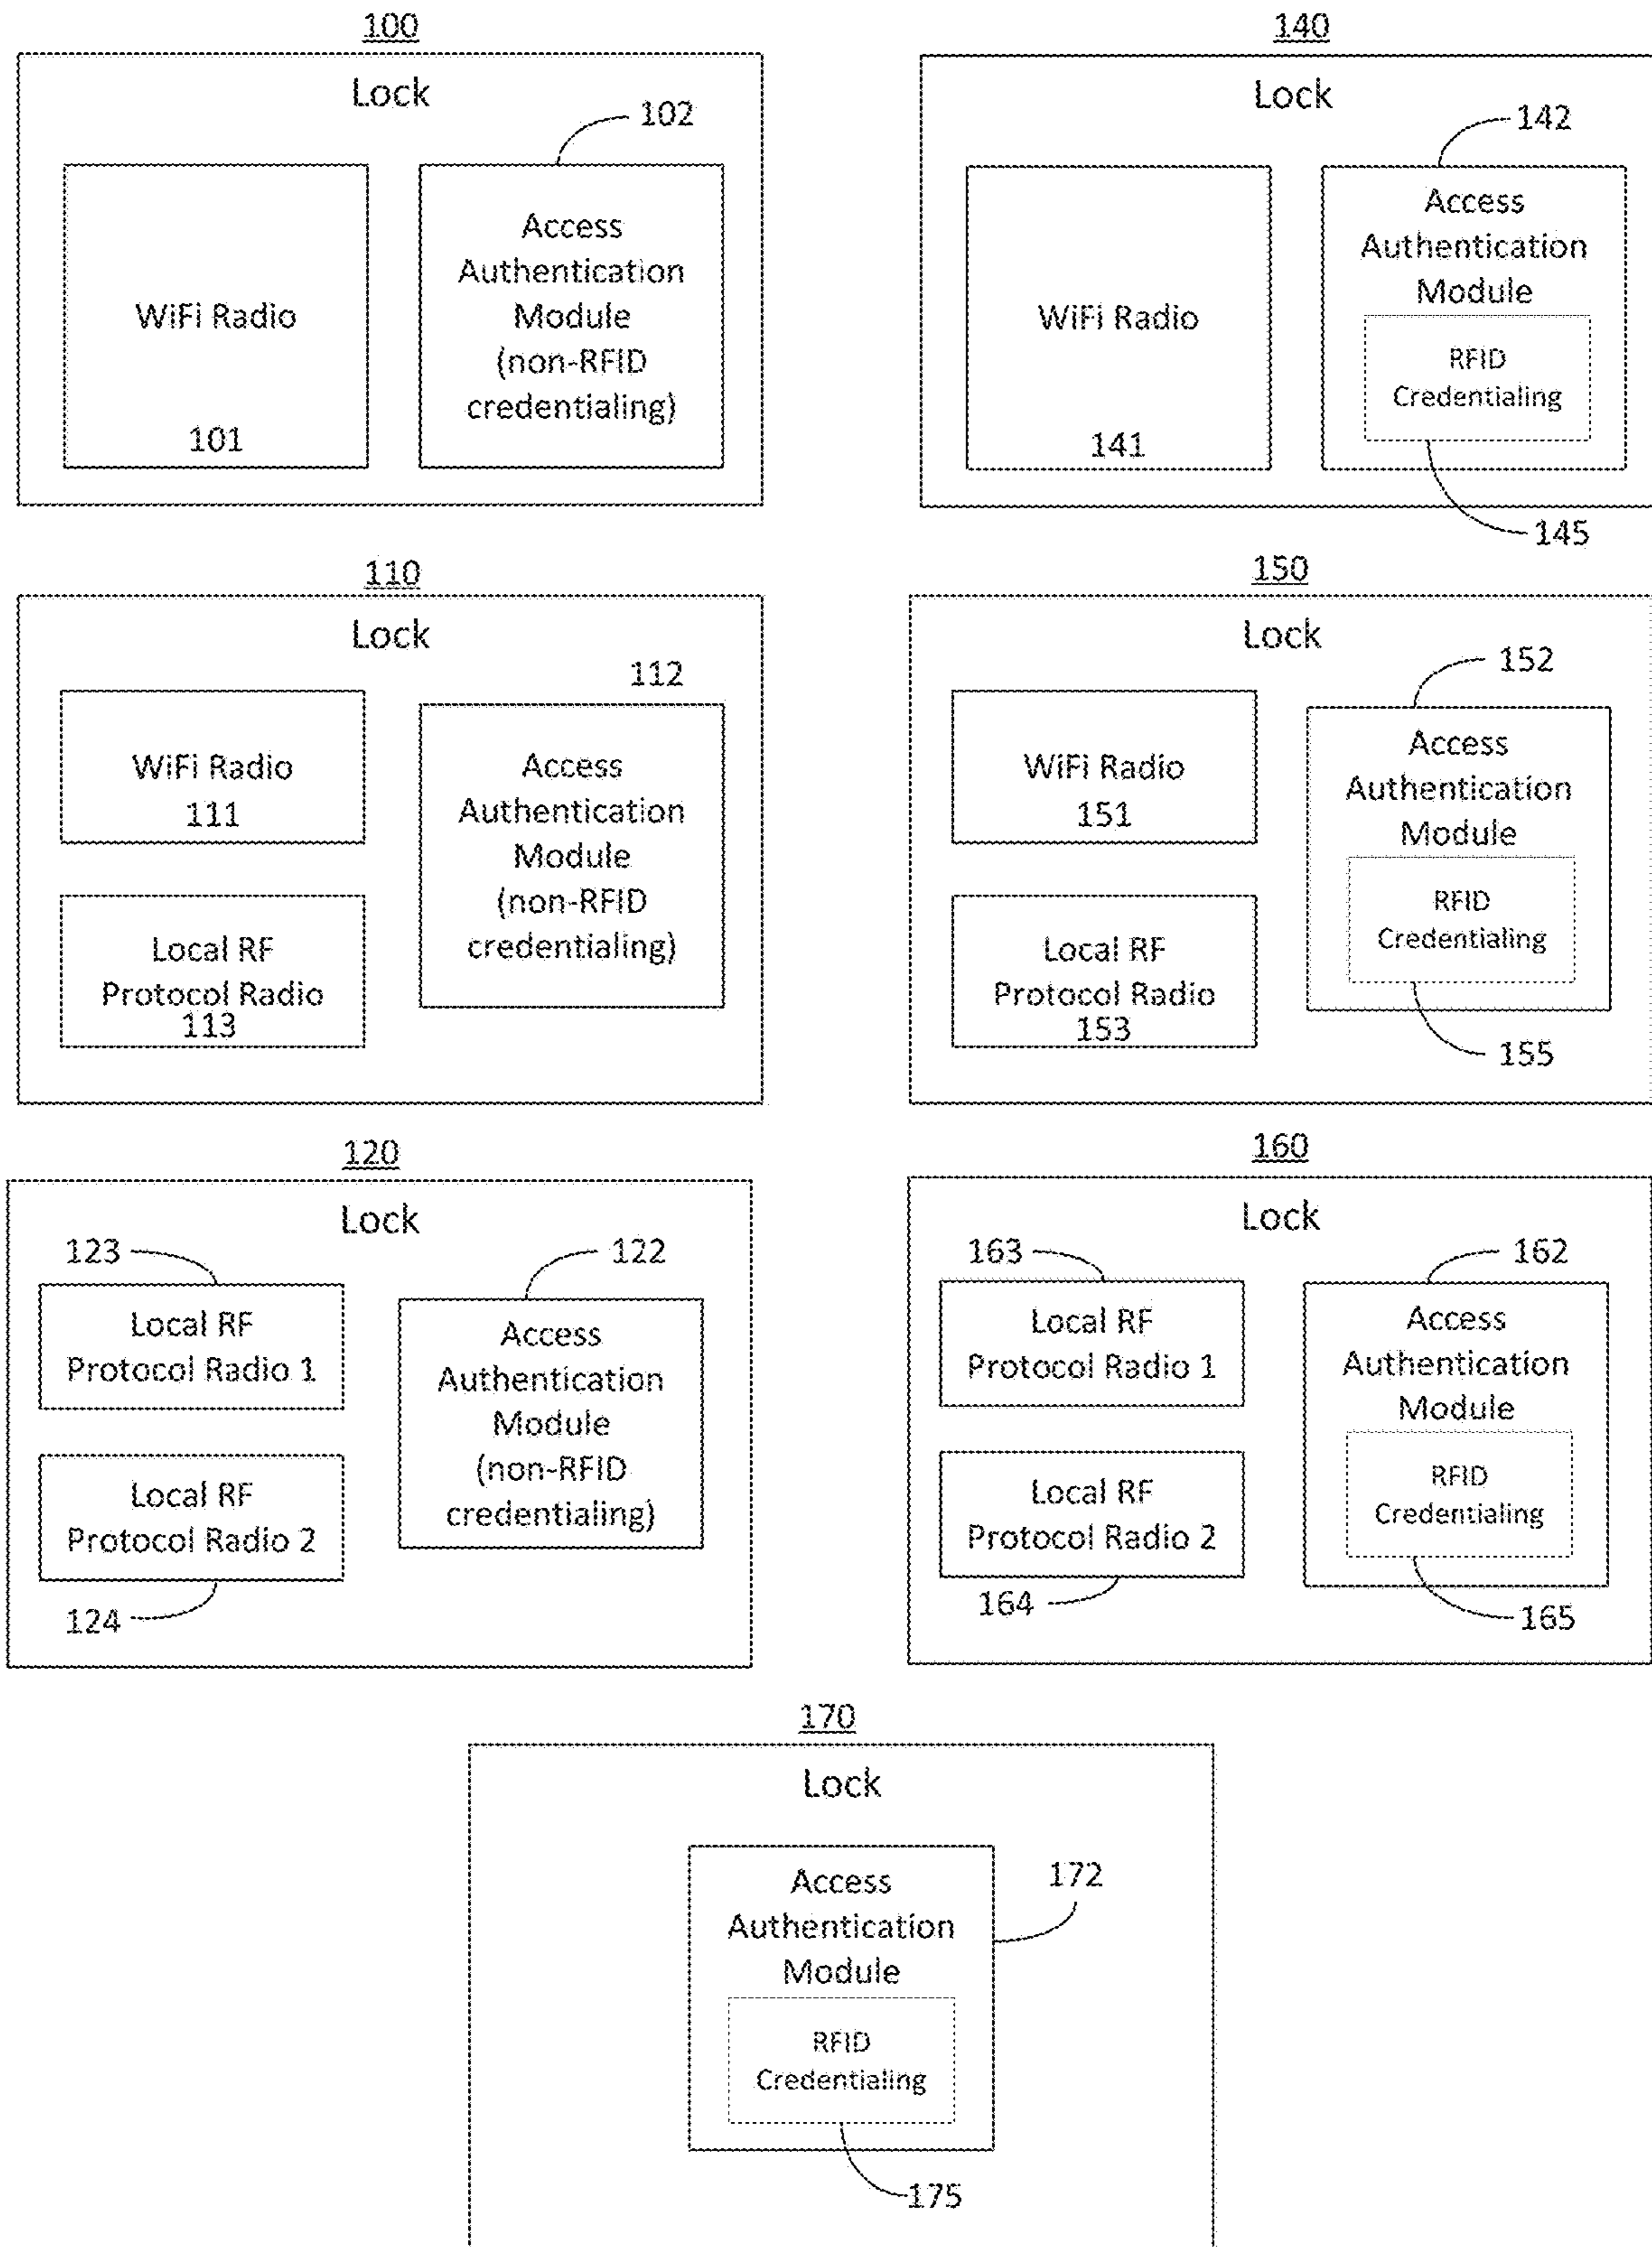 100
Lock
102
WiFi Radio
101
Access
Authentication
Module
(non-RFID
credentialing)
140
Lock
142
WiFi Radio
141
Access
Authentication
Module
RFID
Credentialing
145
110
Lock
112
WiFi Radio
111
Local RF
Protocol Radio
113
Access
Authentication
Module
(non-RFID
credentialing)
150
Lock
152
WiFi Radio
151
Local RF
Protocol Radio
153
Access
Authentication
Module
RFID
Credentialing
155
120
Lock
123
122
Local RF
Protocol Radio 1
Local RF
Protocol Radio 2
124
Access
Authentication
Module
(non-RFID
credentialing)
160
Lock
163
162
Local RF
Protocol Radio 1
Local RF
Protocol Radio 2
164
Access
Authentication
Module
RFID
Credentialing
165
170
Lock
172
Access
Authentication
Module
RFID
Credentialing
175